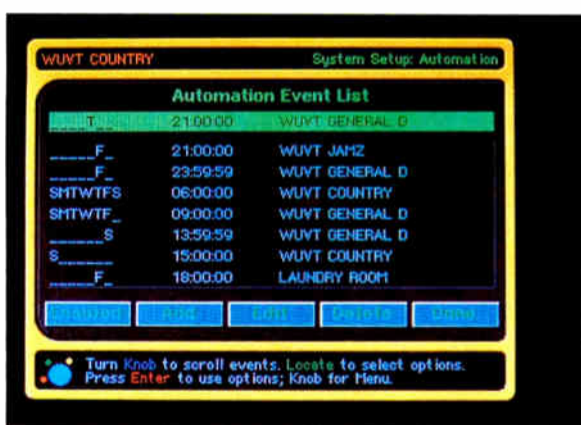 WUVT COUNTRY System Setup: Automation
Automation Event List
____T__ 21:00:00 WUVT GENERAL D
_____F_ 21:00:00 WUVT JAMZ
_____F_ 23:59:59 WUVT GENERAL D
SMTWTFS 06:00:00 WUVT COUNTRY
SMTWTF_ 09:00:00 WUVT GENERAL D
______S 13:59:59 WUVT GENERAL D
S______ 15:00:00 WUVT COUNTRY
_____F_ 18:00:00 LAUNDRY ROOM
Enabled Add Edit Delete Done
Turn Knob to scroll events. Locate to select options.
Press Enter to use options; Knob for Menu.